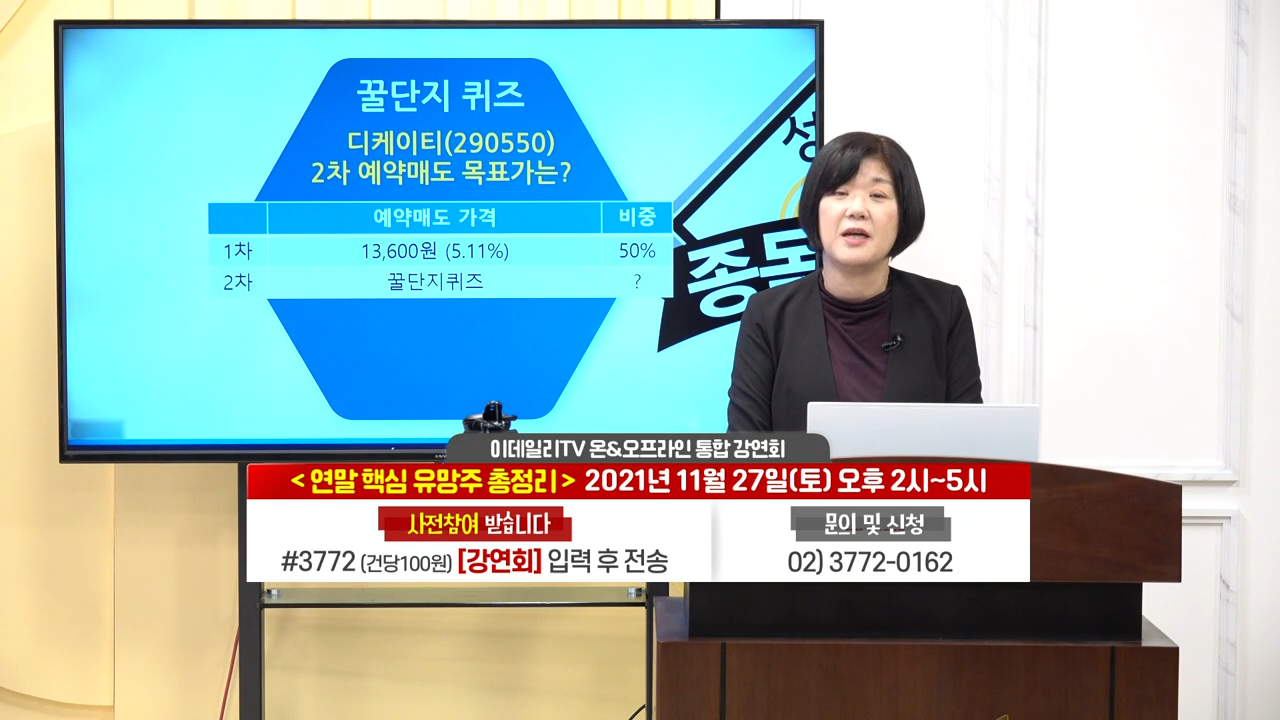 꿀단지 퀴즈
디케이티(290550)
2차 예약매도 목표가는?
예약매도 가격 비중
1차 13,600원 (5.11%) 50%
2차 꿀단지퀴즈 ?
성
종목
이데일리TV 온&오프라인 통합 강연회
< 연말 핵심 유망주 총정리 > 2021년 11월 27일(토) 오후 2시~5시
사전참여 받습니다
#3772 (건당100원) [강연회] 입력 후 전송
문의 및 신청
02) 3772-0162